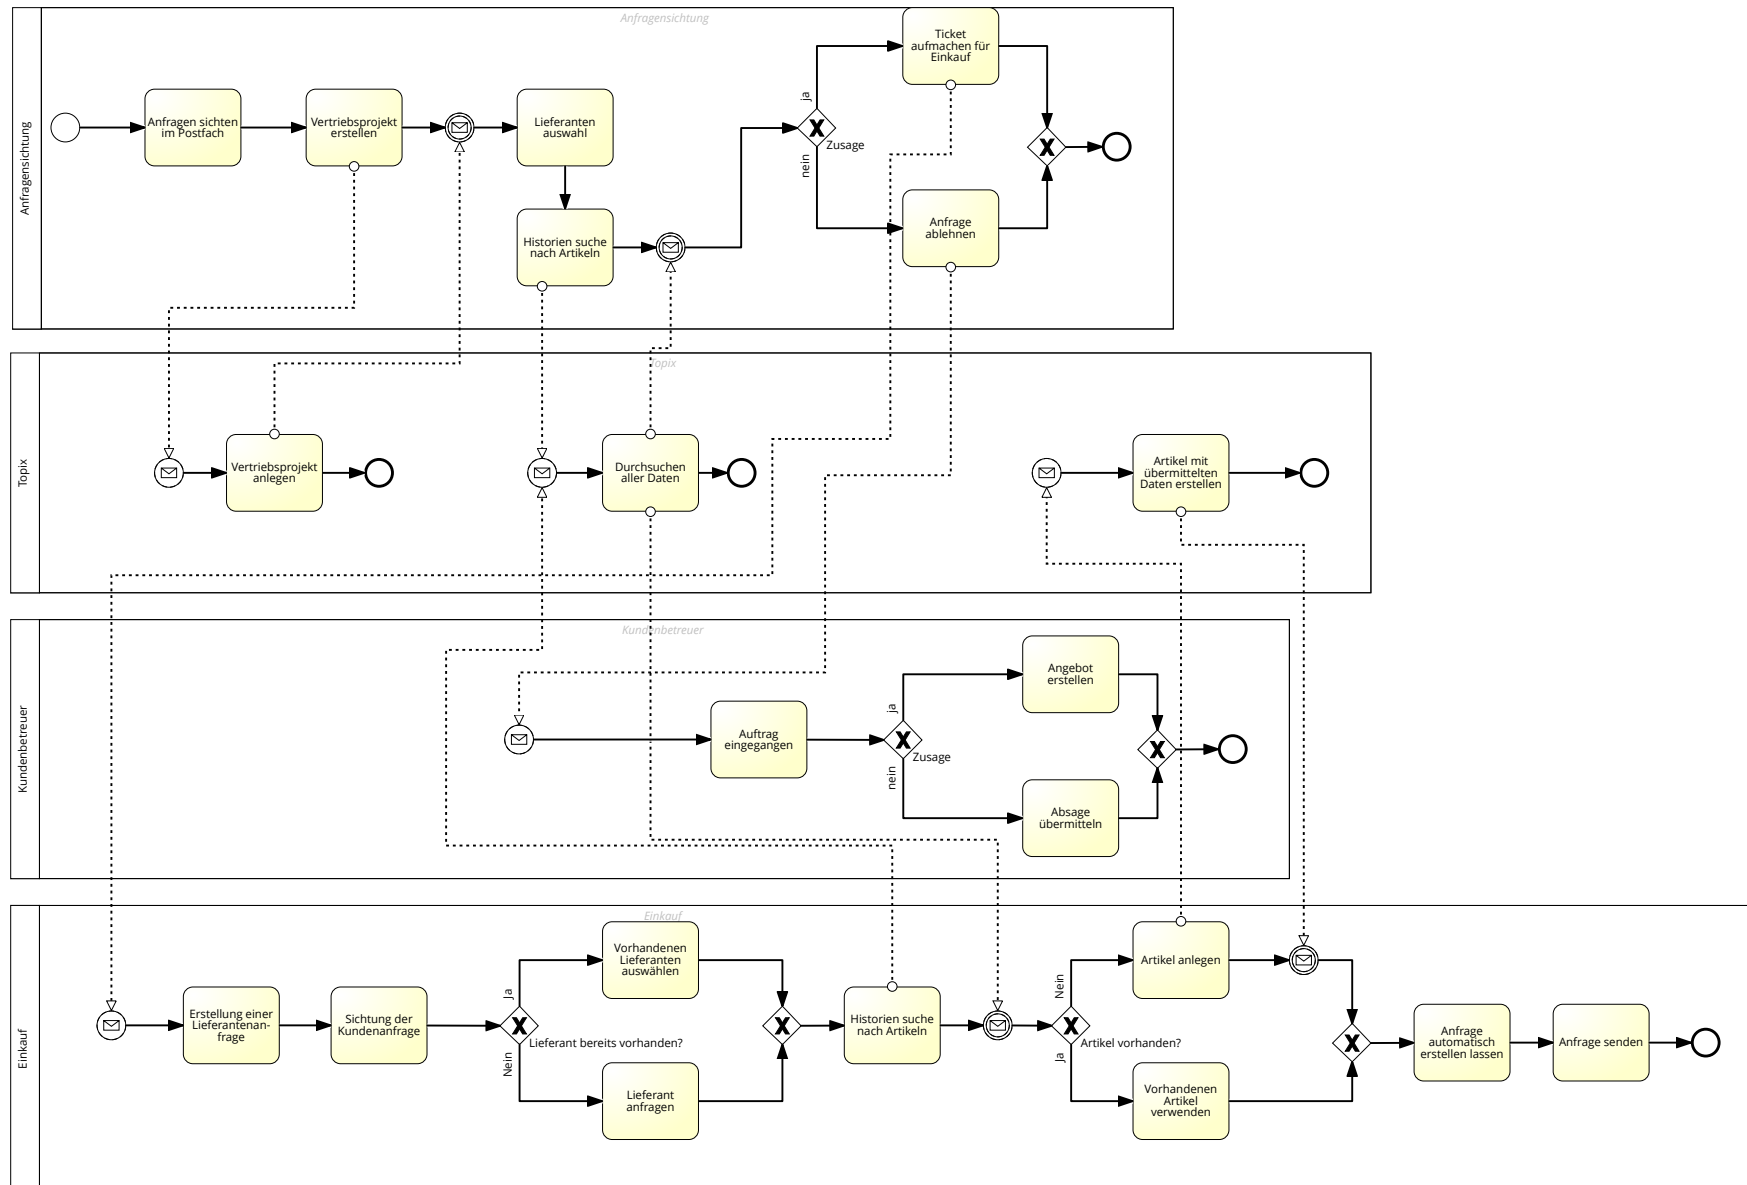 Anfragensichtung
Anfragensichtung
Anfragen sichten
im Postfach
Vertriebsprojekt
erstellen
Lieferanten
auswahl
Historien suche
nach Artikeln
ja
nein
Zusage
Ticket
aufmachen für
Einkauf
Anfrage
ablehnen
Topix
Topix
Vertriebsprojekt
anlegen
Durchsuchen
aller Daten
Artikel mit
übermittelten
Daten erstellen
Kundenbetreuer
Kundenbetreuer
Auftrag
eingegangen
ja
nein
Zusage
Angebot
erstellen
Absage
übermitteln
Einkauf
Einkauf
Erstellung einer
Lieferantenan-
frage
Sichtung der
Kundenanfrage
Ja
Nein
Lieferant bereits vorhanden?
Vorhandenen
Lieferanten
auswählen
Lieferant
anfragen
Historien suche
nach Artikeln
Nein
Ja
Artikel vorhanden?
Artikel anlegen
Vorhandenen
Artikel
verwenden
Anfrage
automatisch
erstellen lassen
Anfrage senden